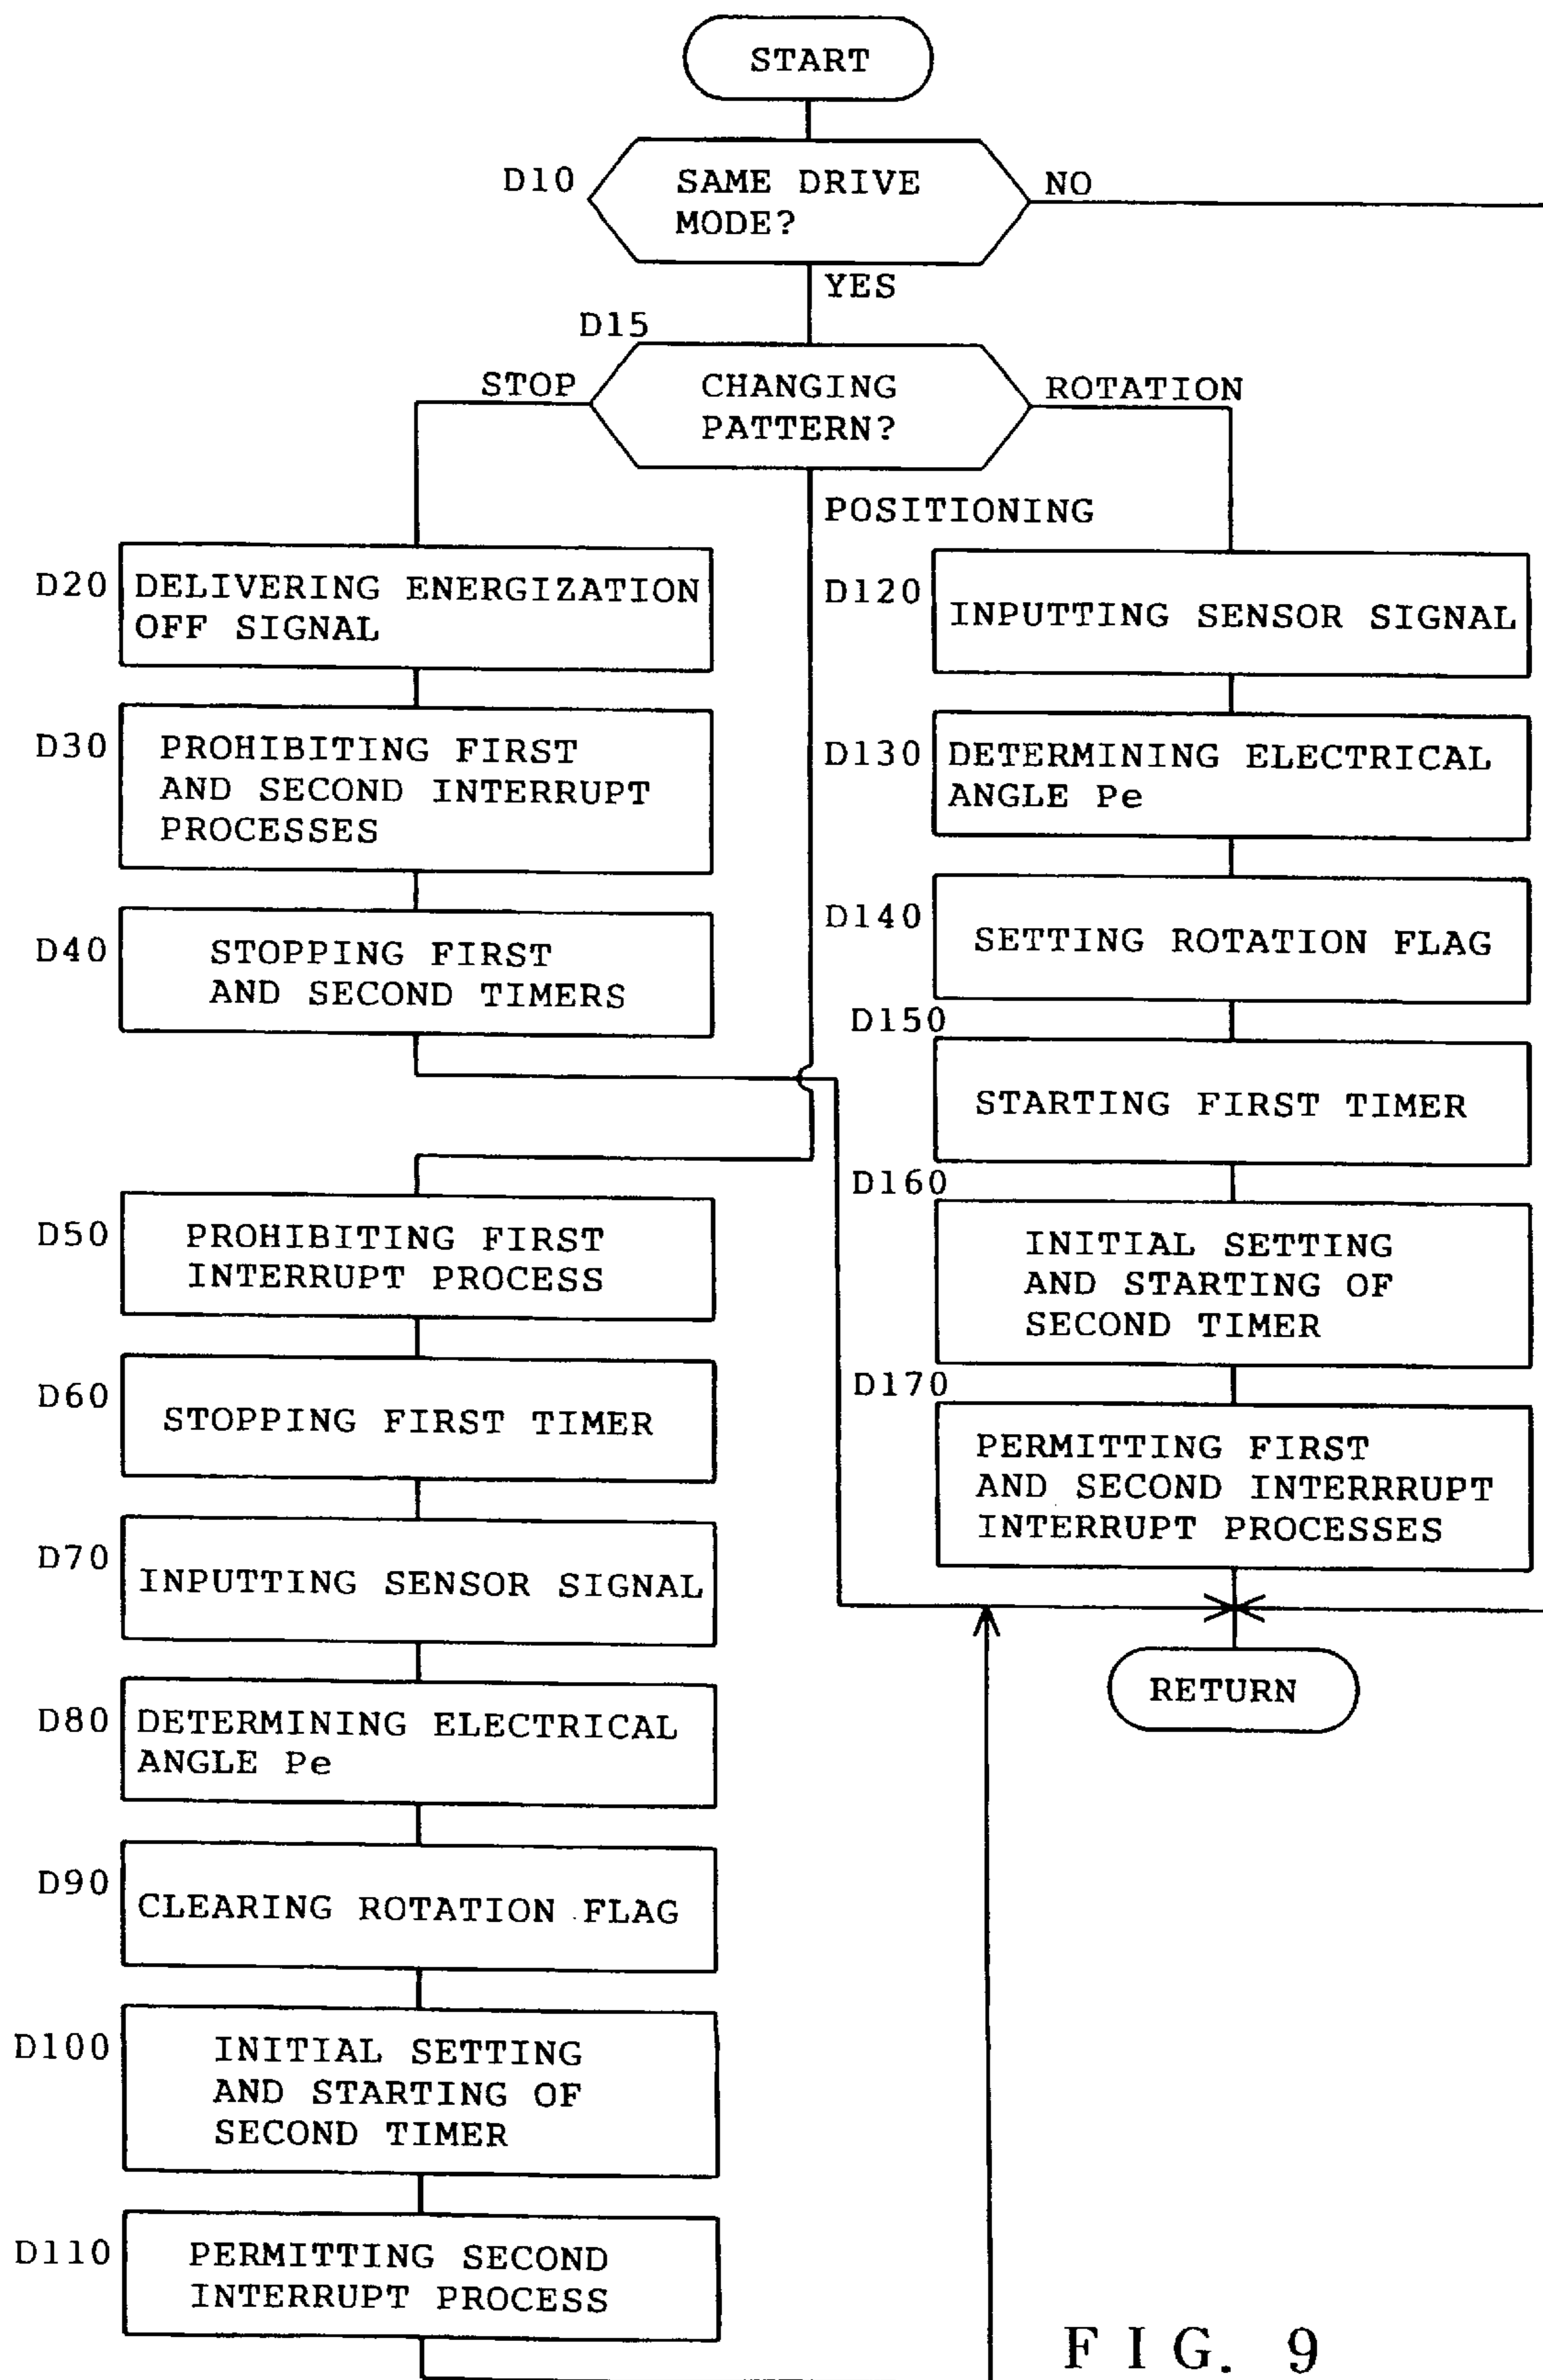 START
D10
SAME DRIVE
MODE?
NO
YES
D15
STOP
CHANGING
PATTERN?
ROTATION
POSITIONING
D20
DELIVERING ENERGIZATION
OFF SIGNAL
D30
PROHIBITING FIRST
AND SECOND INTERRUPT
PROCESSES
D40
STOPPING FIRST
AND SECOND TIMERS
D50
PROHIBITING FIRST
INTERRUPT PROCESS
D60
STOPPING FIRST TIMER
D70
INPUTTING SENSOR SIGNAL
D80
DETERMINING ELECTRICAL
ANGLE Pe
D90
CLEARING ROTATION FLAG
D100
INITIAL SETTING
AND STARTING OF
SECOND TIMER
D110
PERMITTING SECOND
INTERRUPT PROCESS
D120
INPUTTING SENSOR SIGNAL
D130
DETERMINING ELECTRICAL
ANGLE Pe
D140
SETTING ROTATION FLAG
D150
STARTING FIRST TIMER
D160
INITIAL SETTING
AND STARTING OF
SECOND TIMER
D170
PERMITTING FIRST
AND SECOND INTERRRUPT
INTERRUPT PROCESSES
RETURN
FIG. 9